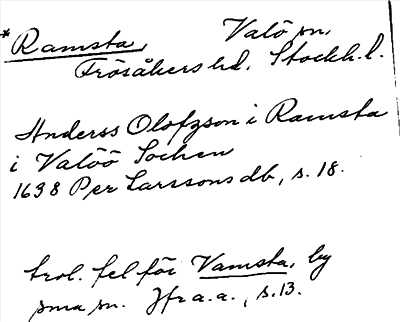 * Ramsta, Valö sn,
Frösåkers hd, Stockh. l.
Anderss Olofzson i Ramsta
i Valöö Sochen
1638 Per Larssons db, s. 18.
trol. fel för Vamsta, by
sma sn. Jfr a.a., s.13.